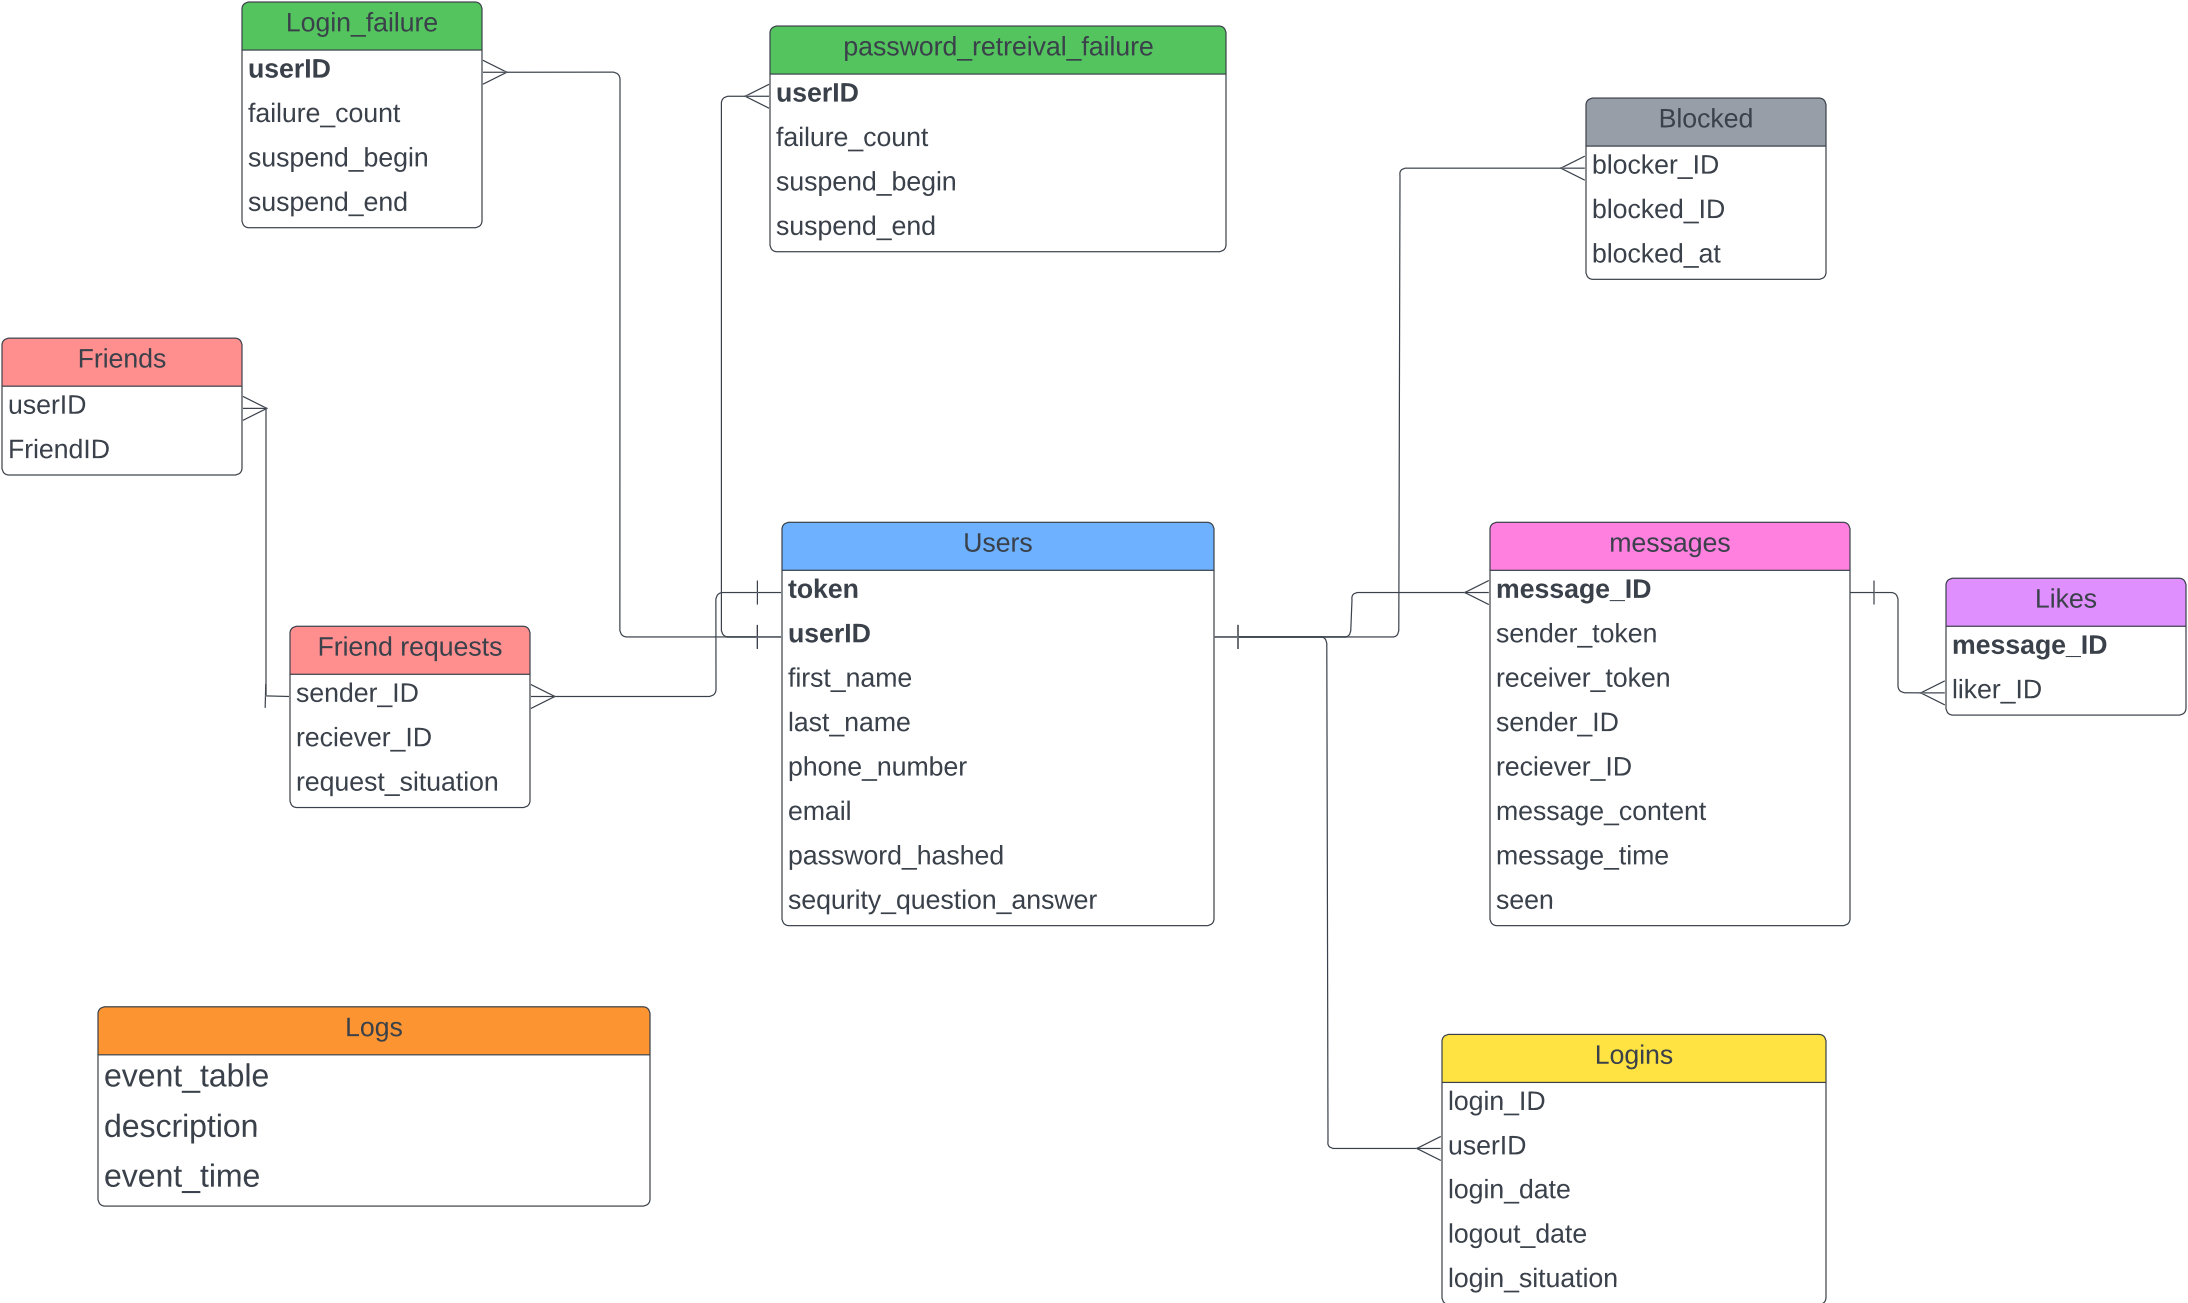 Login_failure
userID
failure_count
suspend_begin
suspend_end
password_retreival_failure
userID
failure_count
suspend_begin
suspend_end
Blocked
blocker_ID
blocked_ID
blocked_at
Friends
userID
FriendID
Friend requests
sender_ID
reciever_ID
request_situation
Users
token
userID
first_name
last_name
phone_number
email
password_hashed
sequrity_question_answer
messages
message_ID
sender_token
receiver_token
sender_ID
reciever_ID
message_content
message_time
seen
Likes
message_ID
liker_ID
Logs
event_table
description
event_time
Logins
login_ID
userID
login_date
logout_date
login_situation